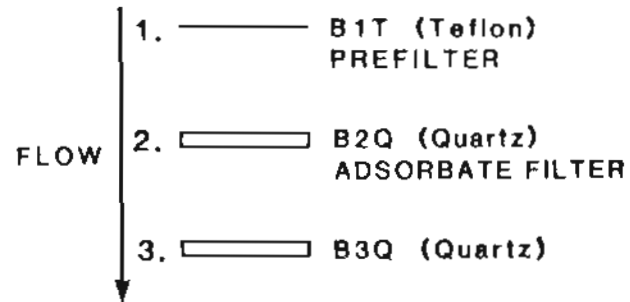 1. B1T (Teflon)
PREFILTER
FLOW
2. B2Q (Quartz)
ADSORBATE FILTER
3. B3Q (Quartz)